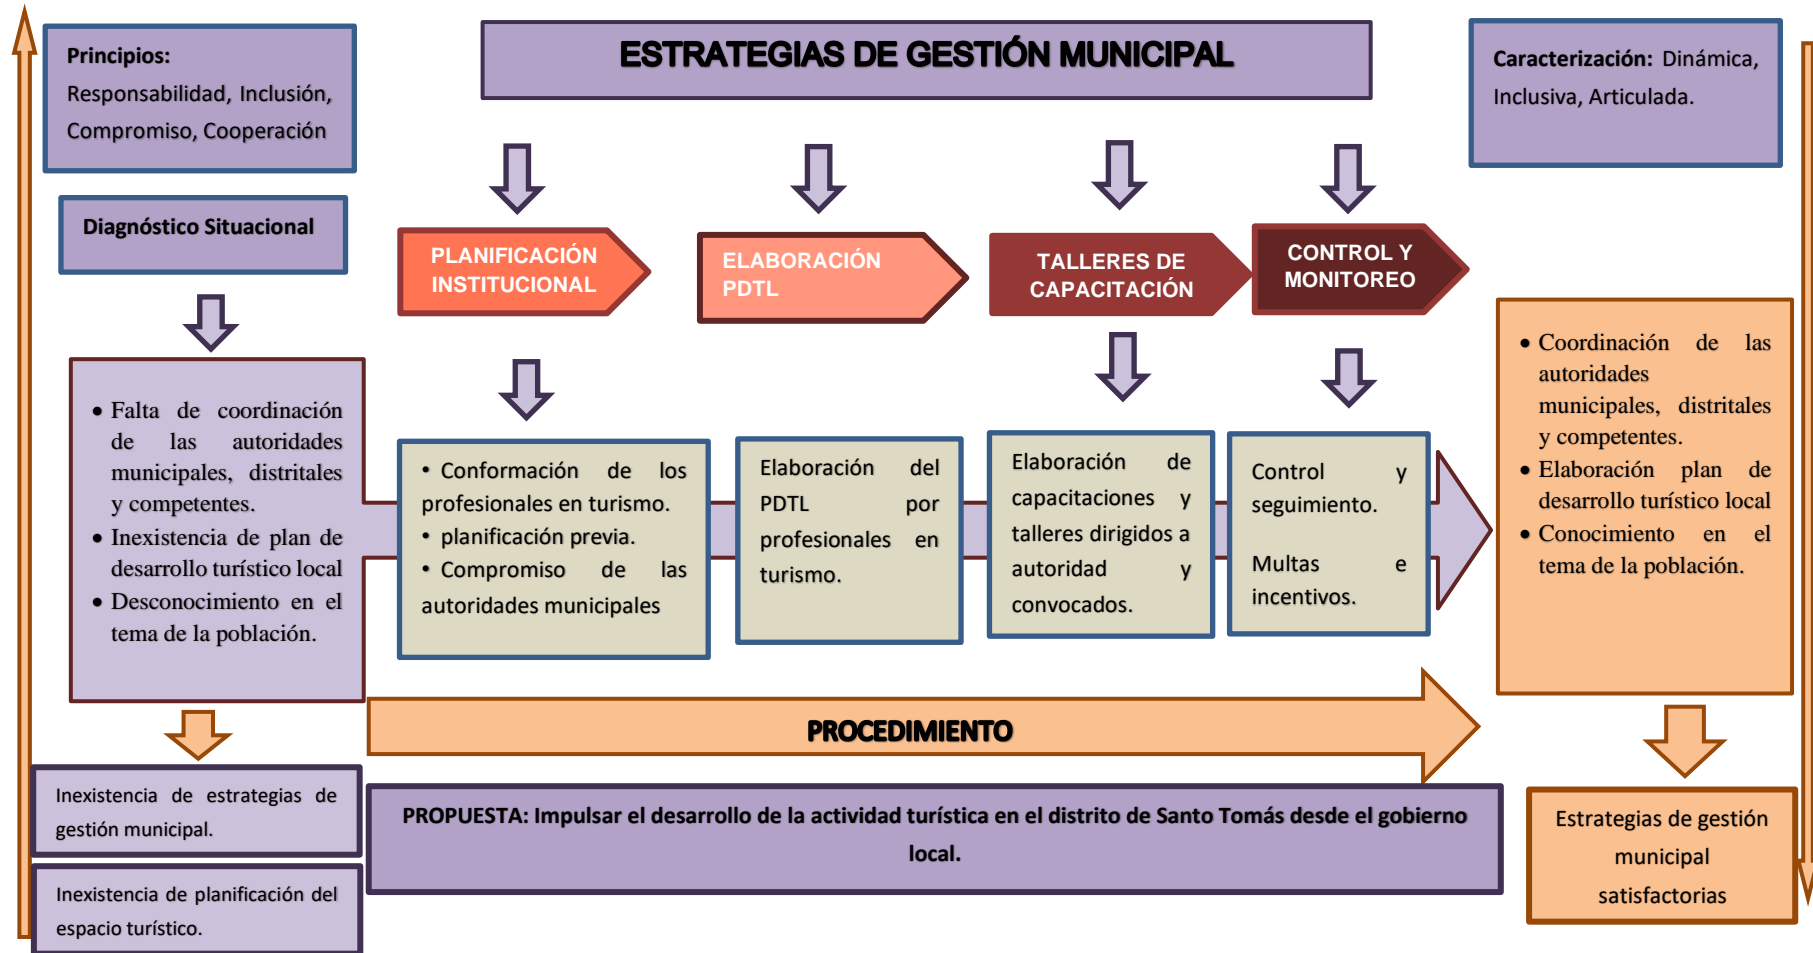 Principios:
Responsabilidad, Inclusión,
Compromiso, Cooperación
ESTRATEGIAS DE GESTIÓN MUNICIPAL
Caracterización: Dinámica,
Inclusiva, Articulada.
Diagnóstico Situacional
PLANIFICACIÓN
INSTITUCIONAL
ELABORACIÓN
PDTL
TALLERES DE
CAPACITACIÓN
CONTROL Y
MONITOREO
• Falta de coordinación
de las autoridades
municipales, distritales
y competentes.
• Inexistencia de plan de
desarrollo turístico local
• Desconocimiento en el
tema de la población.
• Conformación de los
profesionales en turismo.
• planificación previa.
• Compromiso de las
autoridades municipales
Elaboración del
PDTL por
profesionales en
turismo.
Elaboración de
capacitaciones y
talleres dirigidos a
autoridad y
convocados.
Control y
seguimiento.
Multas e
incentivos.
• Coordinación de las
autoridades
municipales, distritales
y competentes.
• Elaboración plan de
desarrollo turístico local
• Conocimiento en el
tema de la población.
PROCEDIMIENTO
Inexistencia de estrategias de
gestión municipal.
Inexistencia de planificación del
espacio turístico.
PROPUESTA: Impulsar el desarrollo de la actividad turística en el distrito de Santo Tomás desde el gobierno
local.
Estrategias de gestión
municipal
satisfactorias